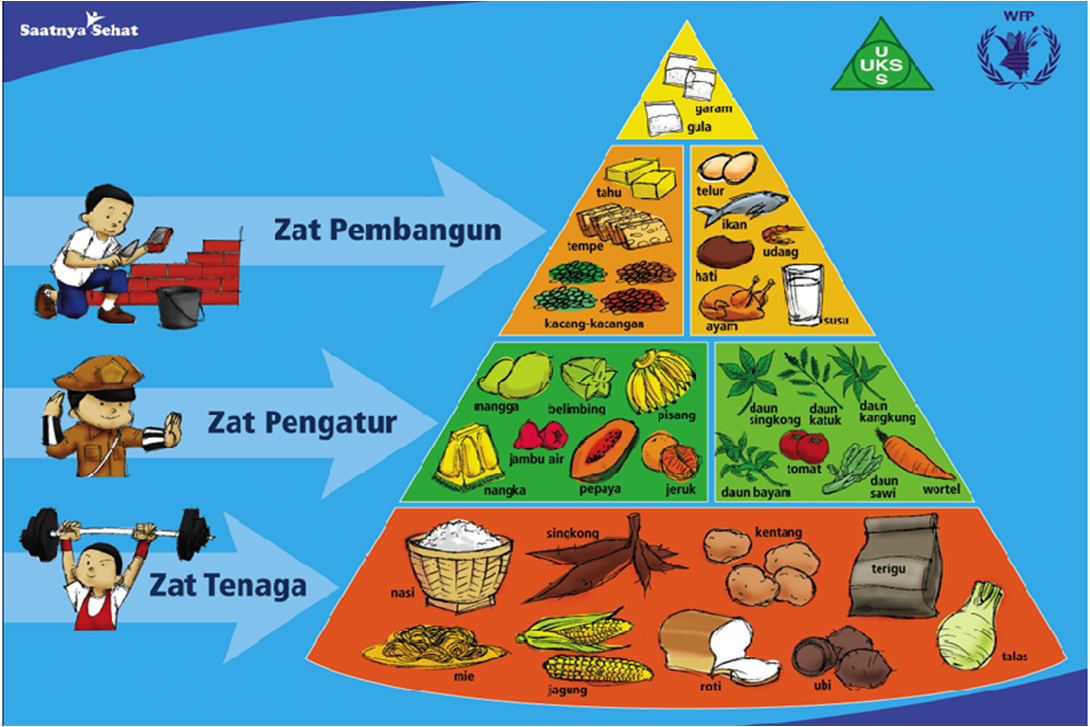 Saatnya Sehat
WFP
U
UKS
S
garam
gula
Zat Pembangun
tahu
tempe
kacang-kacangan
telur
ikan
udang
hati
ayam
susu
Zat Pengatur
mangga
belimbing
pisang
nangka
jambu air
pepaya
jeruk
daun
singkong
daun
katuk
daun
kangkung
daun bayam
tomat
daun
sawi
wortel
Zat Tenaga
nasi
singkong
kentang
terigu
mie
jagung
roti
ubi
talas